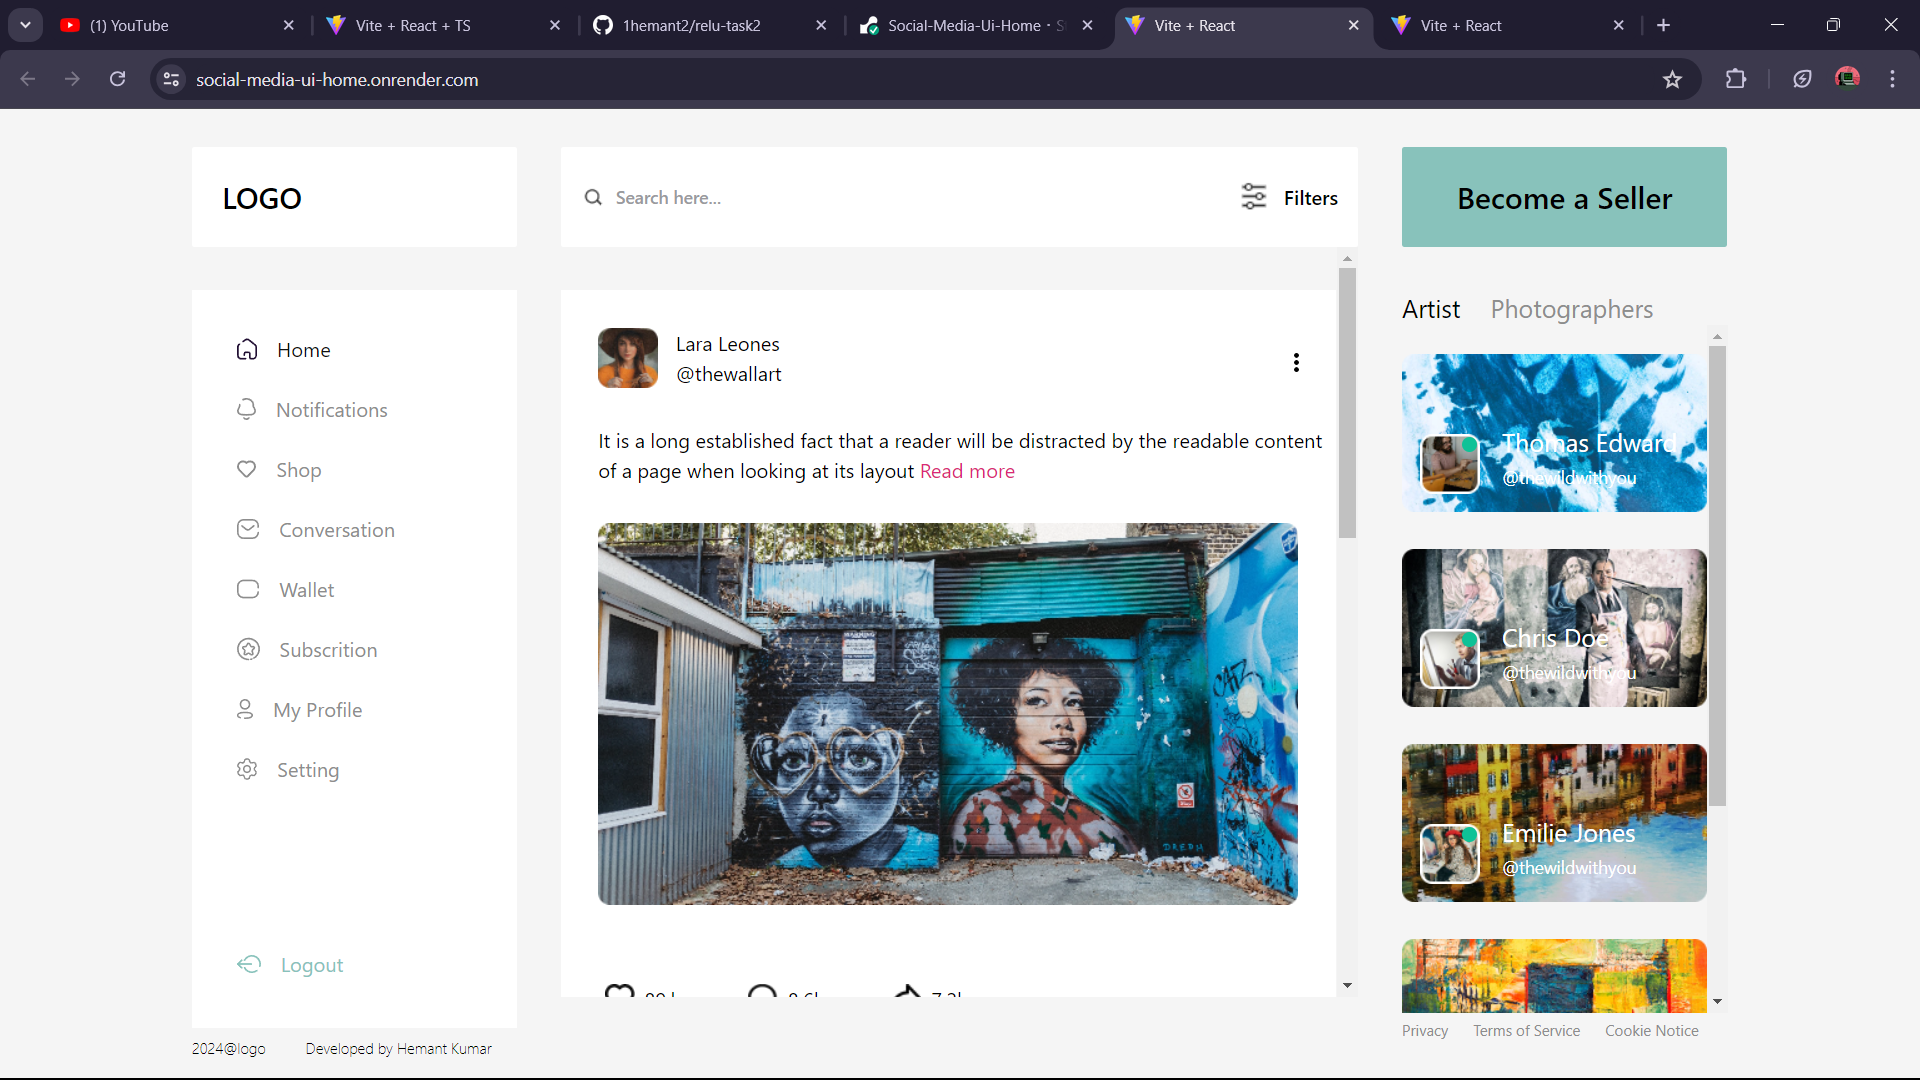 (1) YouTube
Vite + React + TS
1hemant2/relu-task2
Social-Media-Ui-Home
Vite + React
Vite + React
social-media-ui-home.onrender.com
LOGO
Search here...
Filters
Become a Seller
Home
Notifications
Shop
Conversation
Wallet
Subscrition
My Profile
Setting
Logout
2024@logo
Developed by Hemant Kumar
Lara Leones
@thewallart
It is a long established fact that a reader will be distracted by the readable content
of a page when looking at its layout Read more
Artist
Photographers
Thomas Edward
@thewildwithyou
Chris Doe
@thewildwithyou
Emilie Jones
@thewildwithyou
Privacy
Terms of Service
Cookie Notice